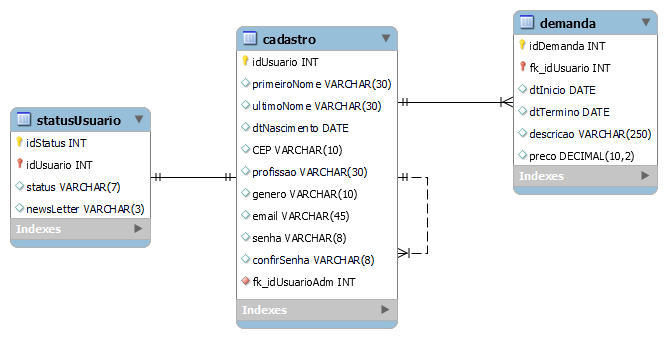 statusUsuario
idStatus INT
idUsuario INT
status VARCHAR(7)
newsLetter VARCHAR(3)
Indexes
cadastro
idUsuario INT
primeiroNome VARCHAR(30)
ultimoNome VARCHAR(30)
dtNascimento DATE
CEP VARCHAR(10)
profissao VARCHAR(30)
genero VARCHAR(10)
email VARCHAR(45)
senha VARCHAR(8)
confirSenha VARCHAR(8)
fk_idUsuarioAdm INT
Indexes
demanda
idDemanda INT
fk_idUsuario INT
dtInicio DATE
dtTermino DATE
descricao VARCHAR(250)
preco DECIMAL(10,2)
Indexes